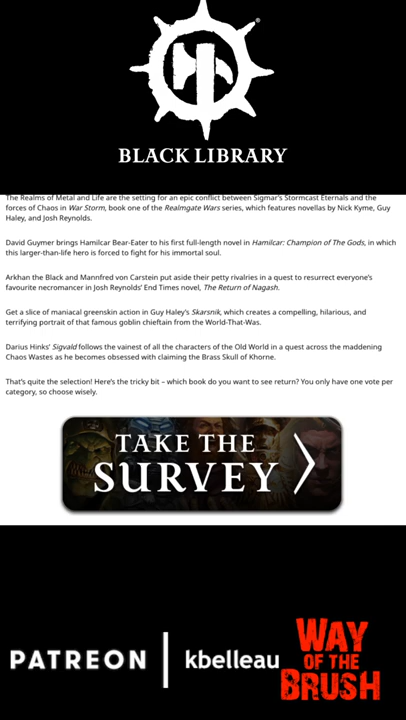 BLACK LIBRARY
The Realms of Metal and Life are the setting for an epic conflict between Sigmar's Stormcast Eternals and the
forces of Chaos in War Storm, book one of the Realmgate Wars series, which features novellas by Nick Kyme, Guy
Haley, and Josh Reynolds.
David Guymer brings Hamilcar Bear-Eater to his first full-length novel in Hamilcar: Champion of The Gods, in which
this larger-than-life hero is forced to fight for his immortal soul.
Arkhan the Black and Mannfred von Carstein put aside their petty rivalries in a quest to resurrect everyone's
favourite necromancer in Josh Reynolds' End Times novel, The Return of Nagash.
Get a slice of maniacal greenskin action in Guy Haley's Skarsnik, which creates a compelling, hilarious, and
terrifying portrait of that famous goblin chieftain from the World-That-Was.
Darius Hinks' Sigvald follows the vainest of all the characters of the Old World in a quest across the maddening
Chaos Wastes as he becomes obsessed with claiming the Brass Skull of Khorne.
That's quite the selection! Here's the tricky bit – which book do you want to see return? You only have one vote per
category, so choose wisely.
TAKE THE
SURVEY
PATREON | kbelleau
WAY
OF THE
BRUSH